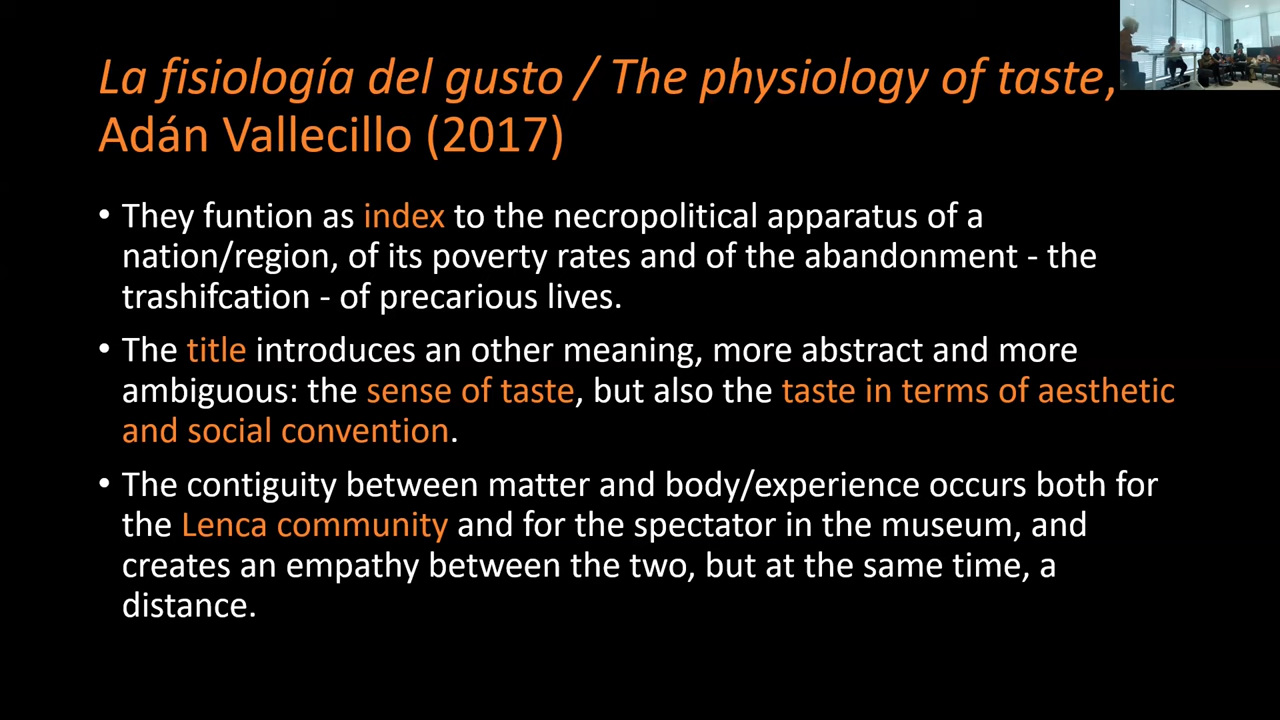 La fisiología del gusto / The physiology of taste,
Adán Vallecillo (2017)
• They funtion as index to the necropolitical apparatus of a
nation/region, of its poverty rates and of the abandonment - the
trashifcation - of precarious lives.
• The title introduces an other meaning, more abstract and more
ambiguous: the sense of taste, but also the taste in terms of aesthetic
and social convention.
• The contiguity between matter and body/experience occurs both for
the Lenca community and for the spectator in the museum, and
creates an empathy between the two, but at the same time, a
distance.